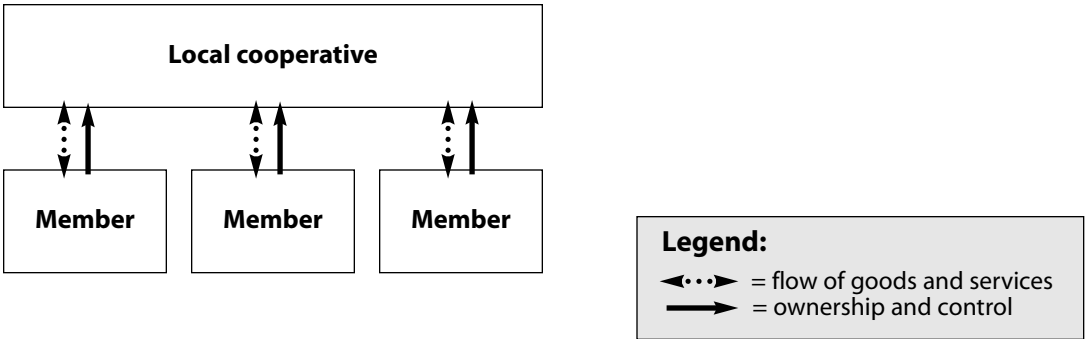 Local cooperative
Member
Member
Member
Legend:
= flow of goods and services
= ownership and control